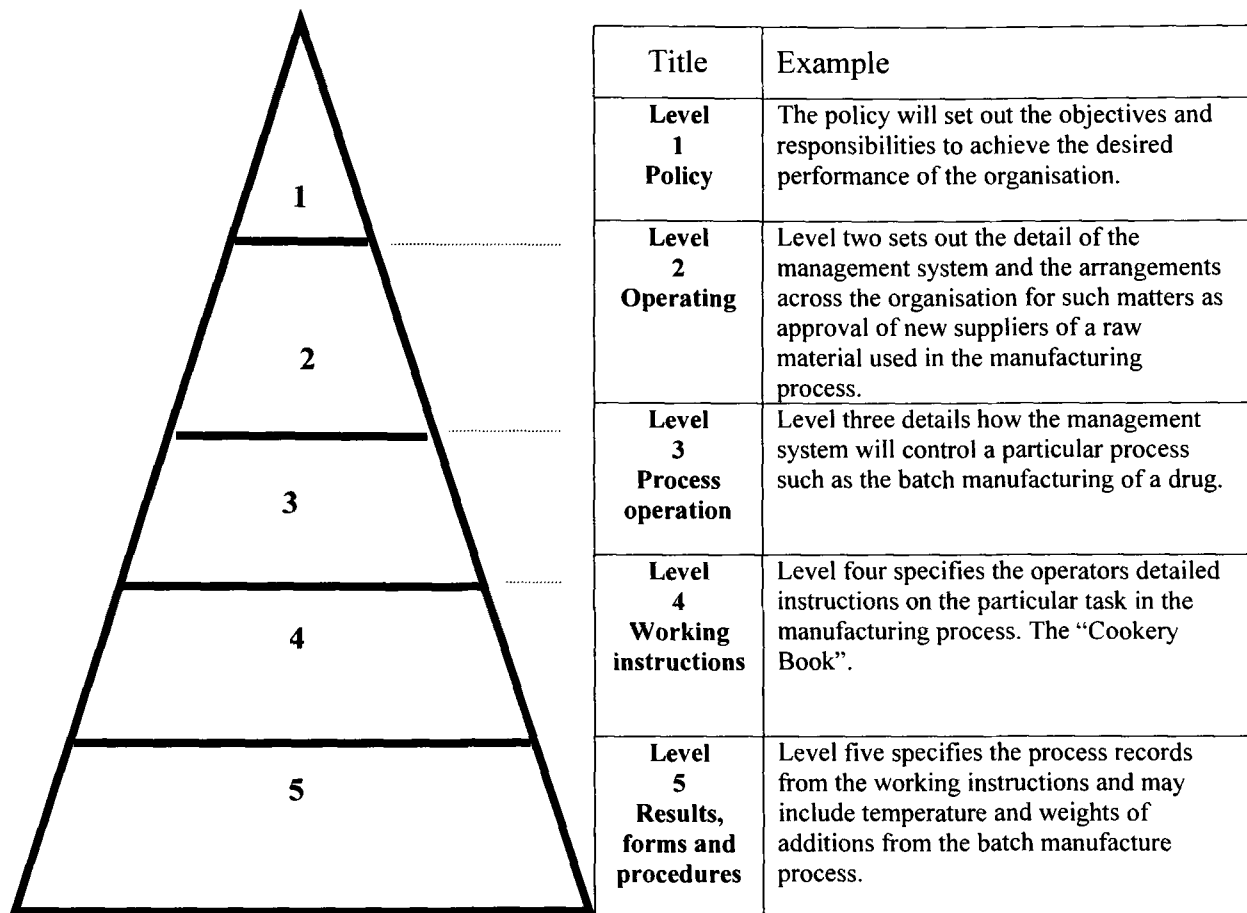 1
2
3
4
5
Title
Example
Level
1
Policy
The policy will set out the objectives and
responsibilities to achieve the desired
performance of the organisation.
Level
2
Operating
Level two sets out the detail of the
management system and the arrangements
across the organisation for such matters as
approval of new suppliers of a raw
material used in the manufacturing
process.
Level
3
Process
operation
Level three details how the management
system will control a particular process
such as the batch manufacturing of a drug.
Level
4
Working
instructions
Level four specifies the operators detailed
instructions on the particular task in the
manufacturing process. The “Cookery
Book”.
Level
5
Results,
forms and
procedures
Level five specifies the process records
from the working instructions and may
include temperature and weights of
additions from the batch manufacture
process.